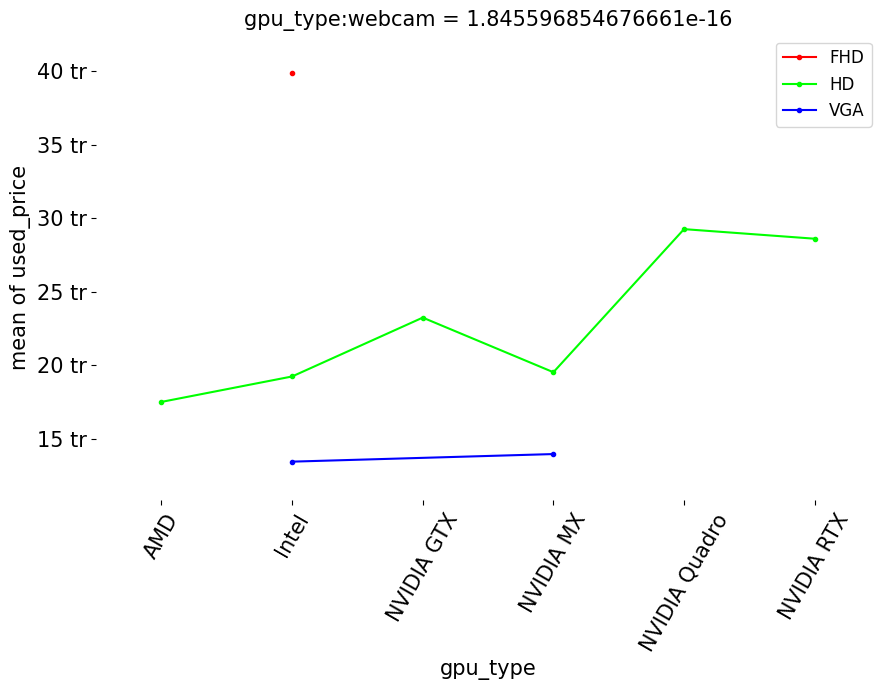 gpu_type:webcam = 1.845596854676661e-16
FHD
HD
VGA
mean of used_price
40 tr
35 tr
30 tr
25 tr
20 tr
15 tr
AMD
Intel
NVIDIA GTX
NVIDIA MX
NVIDIA Quadro
NVIDIA RTX
gpu_type